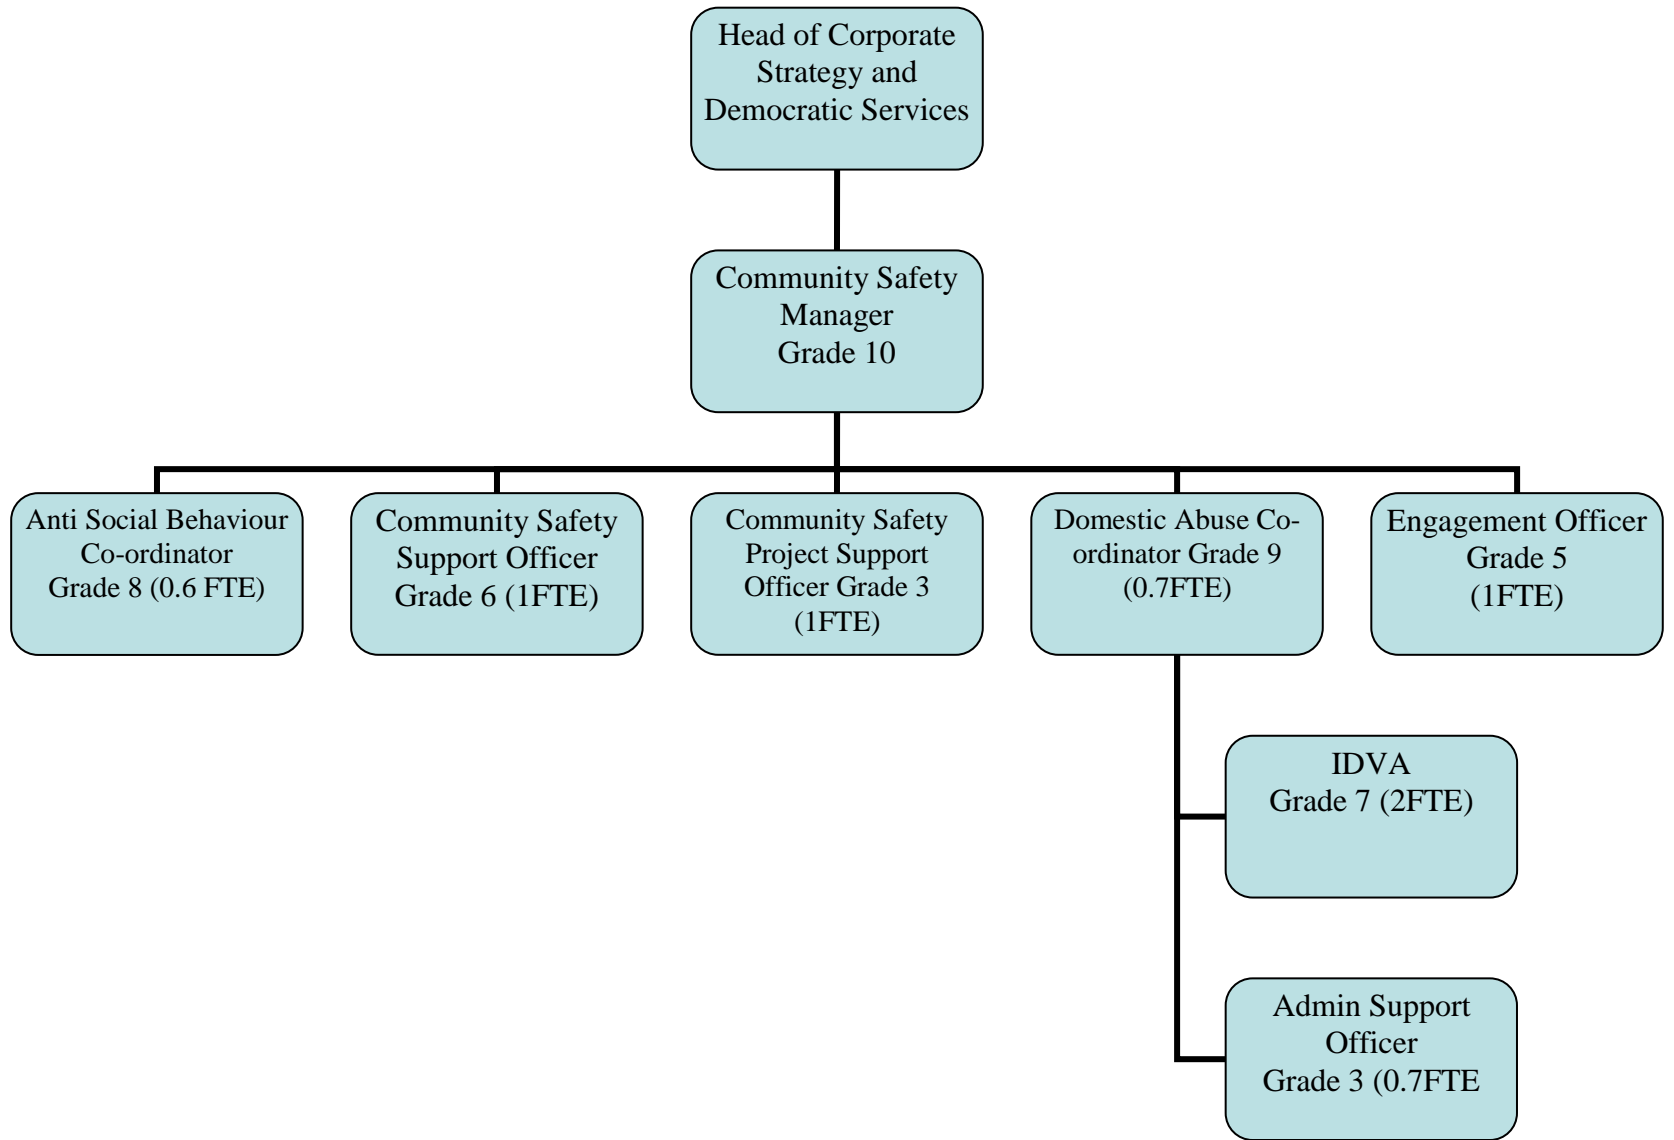 Head of Corporate
Strategy and
Democratic Services
Community Safety
Manager
Grade 10
Anti Social Behaviour
Co-ordinator
Grade 8 (0.6 FTE)
Community Safety
Support Officer
Grade 6 (1FTE)
Community Safety
Project Support
Officer Grade 3
(1FTE)
Domestic Abuse Co-
ordinator Grade 9
(0.7FTE)
Engagement Officer
Grade 5
(1FTE)
IDVA
Grade 7 (2FTE)
Admin Support
Officer
Grade 3 (0.7FTE